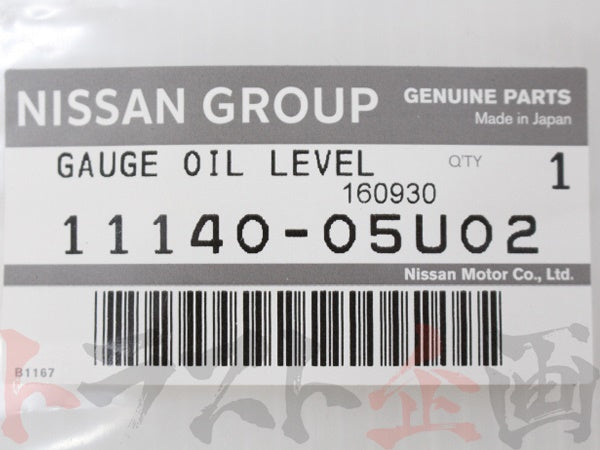 NISSAN GROUP GENUINE PARTS
Made in Japan
GAUGE OIL LEVEL Q'TY 1
160930
11140-05U02
Nissan Motor Co., Ltd.
B1167
トラスト企画